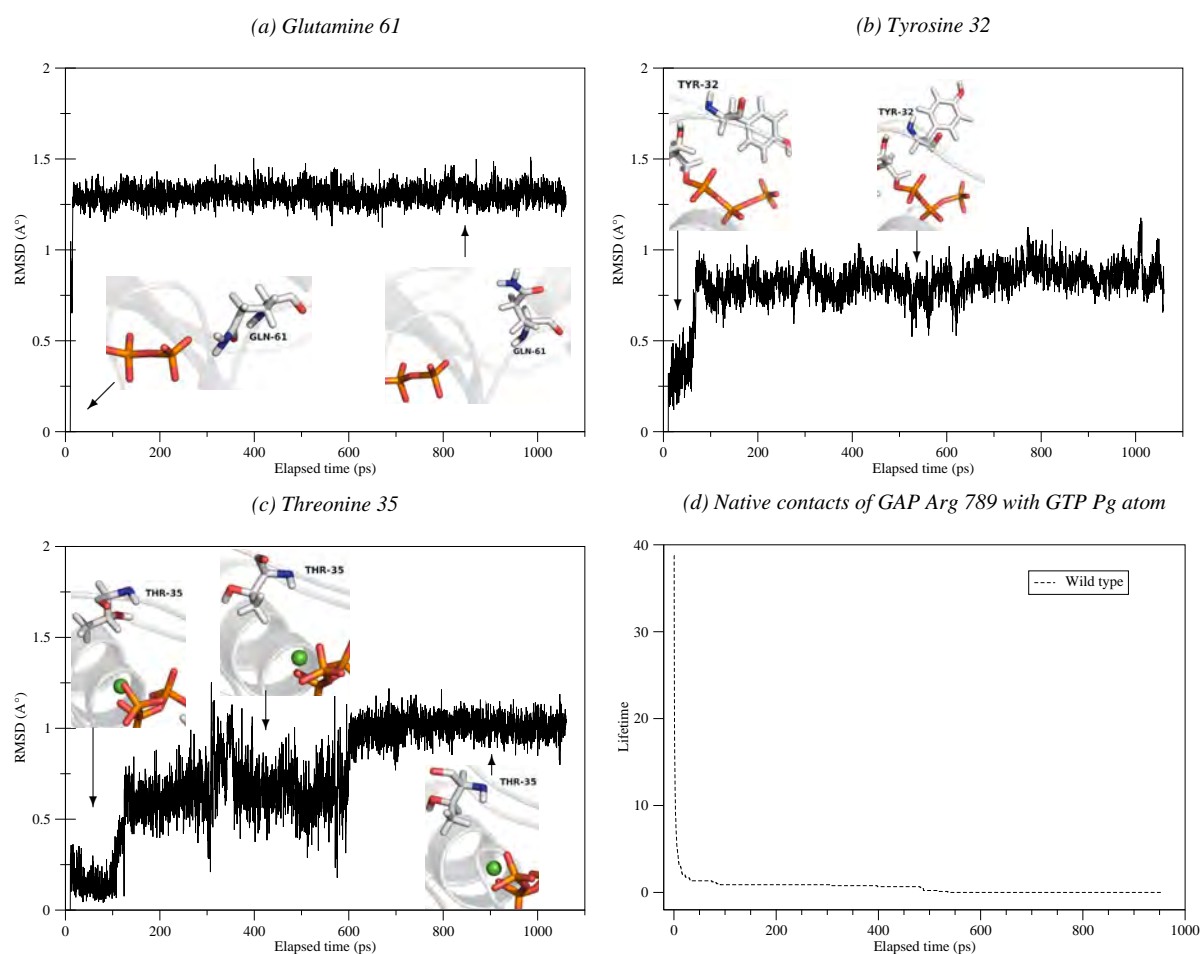 (a) Glutamine 61
2
1.5
1
0.5
0
RMSD (A°)
0
200
400
600
800
1000
Elapsed time (ps)
GLN-61
GLN-61
(b) Tyrosine 32
2
1.5
1
0.5
0
RMSD (A°)
0
200
400
600
800
1000
Elapsed time (ps)
TYR-32
TYR-32
(c) Threonine 35
2
1.5
1
0.5
0
RMSD (A°)
0
200
400
600
800
1000
Elapsed time (ps)
THR-35
THR-35
THR-35
(d) Native contacts of GAP Arg 789 with GTP Pg atom
40
30
20
10
0
Lifetime
0
200
400
600
800
1000
Elapsed time (ps)
Wild type